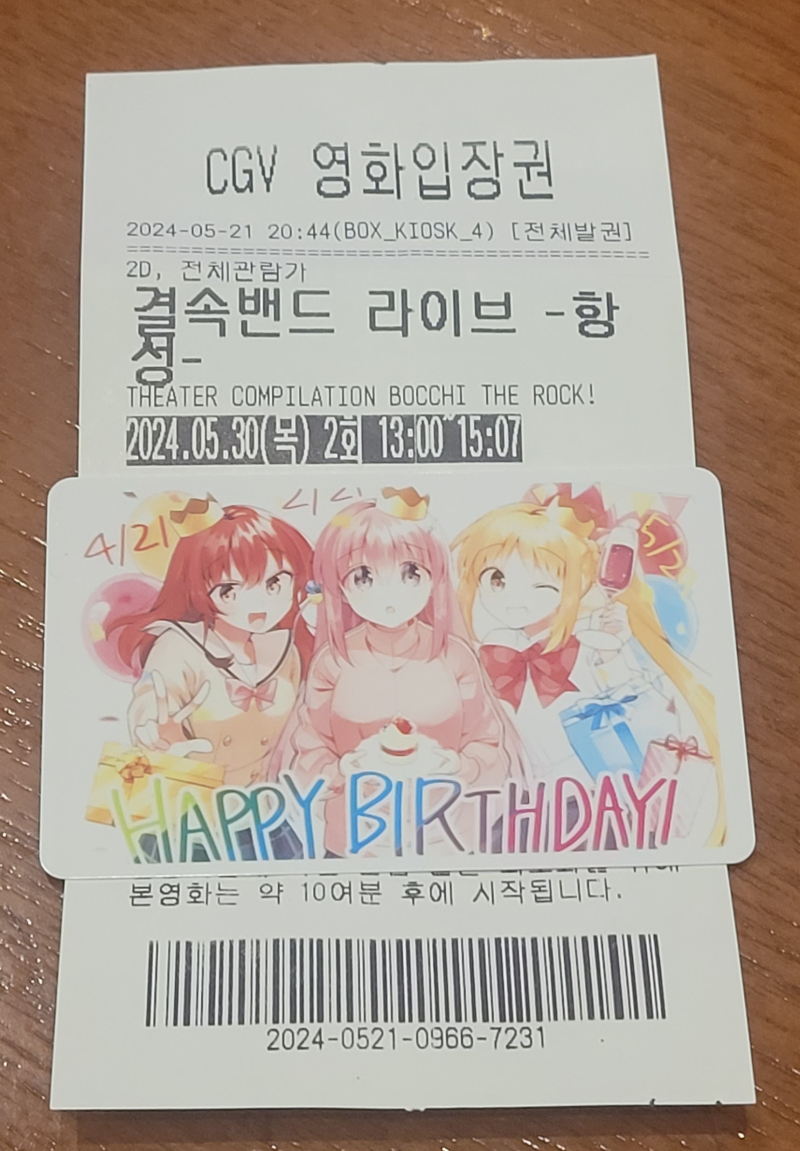 CGV 영화입장권
2024-05-21 20:44(BOX_KIOSK_4) [전체발권]
2D, 전체관람가
결속밴드 라이브 -항
성-
THEATER COMPILATION BOCCHI THE ROCK!
2024.05.30(목) 2회 13:00~15:07
4/21
5/2
HAPPY BIRTHDAY!
본영화는 약 10여분 후에 시작됩니다.
2024-0521-0966-7231